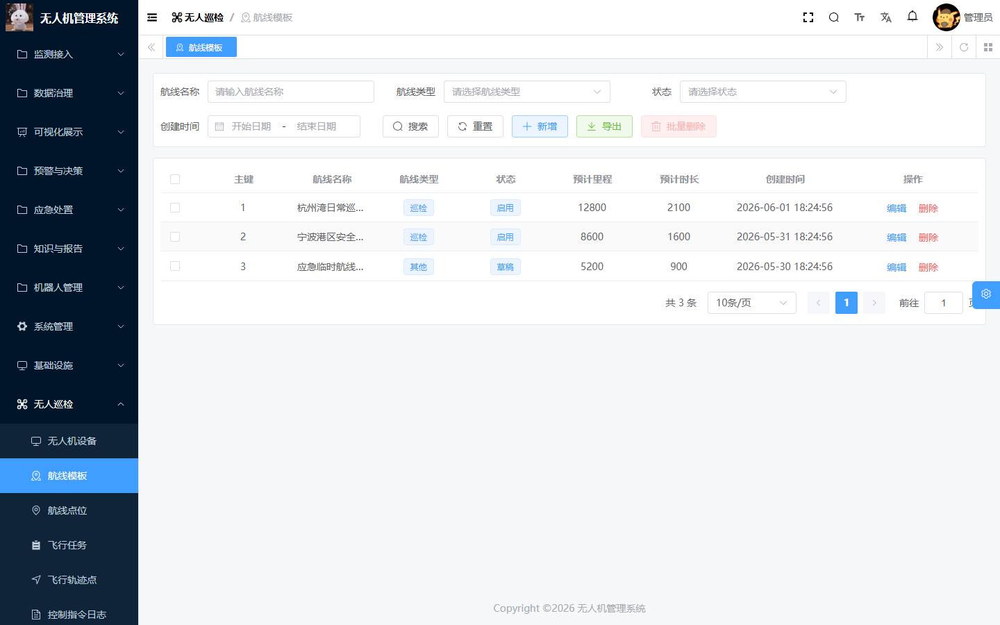 无人机管理系统
无人巡检 / 航线模板
管理员
航线模板
监测接入
数据治理
可视化展示
预警与决策
应急处置
知识与报告
机器人管理
系统管理
基础设施
无人巡检
无人机设备
航线模板
航线点位
飞行任务
飞行轨迹点
控制指令日志
航线名称 请输入航线名称 航线类型 请选择航线类型 状态 请选择状态
创建时间 开始日期 - 结束日期 搜索 重置 新增 导出 批量删除
主键 航线名称 航线类型 状态 预计里程 预计时长 创建时间 操作
1 杭州湾日常巡... 巡检 启用 12800 2100 2026-06-01 18:24:56 编辑 删除
2 宁波港区安全... 巡检 启用 8600 1600 2026-05-31 18:24:56 编辑 删除
3 应急临时航线... 其他 草稿 5200 900 2026-05-30 18:24:56 编辑 删除
共 3 条 10条/页 1 前往 1
Copyright ©2026 无人机管理系统